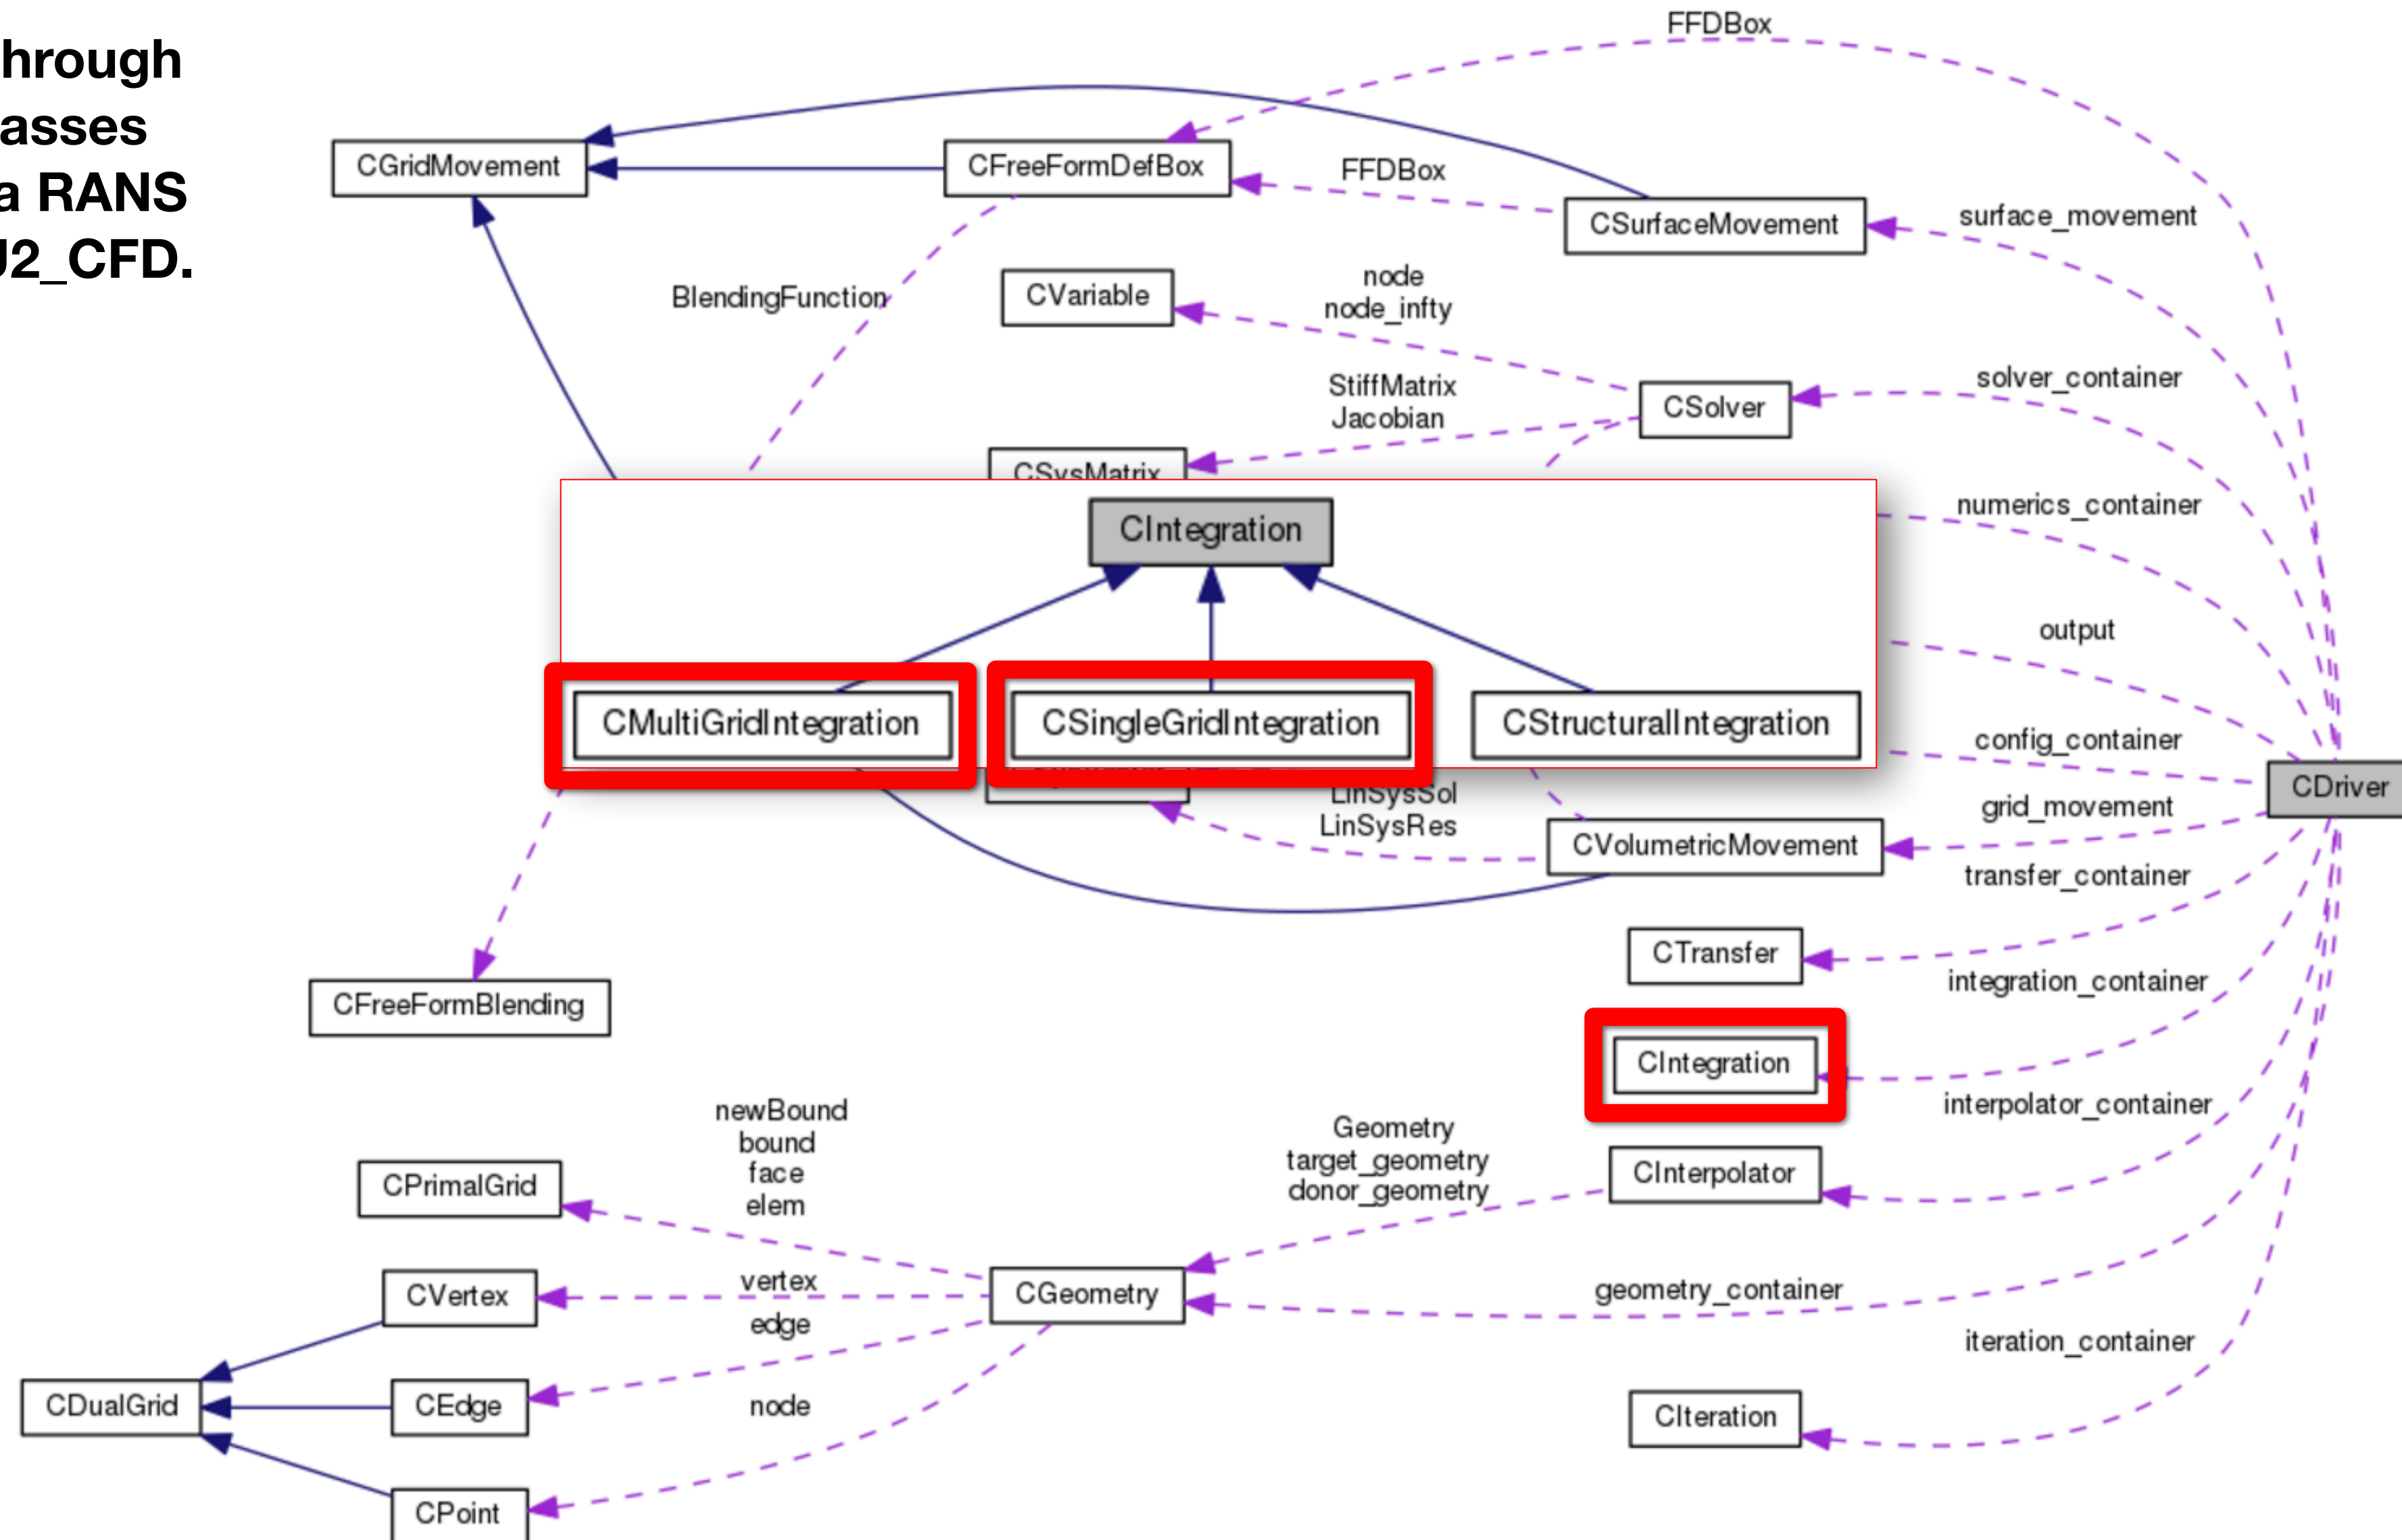 hrough
asses
a RANS
J2_CFD.
FFDBox
CGridMovement
CFreeFormDefBox
FFDBox
CSurfaceMovement
surface_movement
BlendingFunction
CVariable
node
node_infty
StiffMatrix
Jacobian
CSolver
solver_container
CSysMatrix
CIntegration
numerics_container
output
CMultiGridIntegration
CSingleGridIntegration
CStructuralIntegration
config_container
CDriver
LinSysSol
LinSysRes
grid_movement
CVolumetricMovement
transfer_container
CTransfer
CFreeFormBlending
integration_container
CIntegration
interpolator_container
newBound
bound
face
elem
CPrimalGrid
Geometry
target_geometry
donor_geometry
CInterpolator
CVertex
vertex
CGeometry
geometry_container
edge
iteration_container
CDualGrid
CEdge
node
CIteration
CPoint